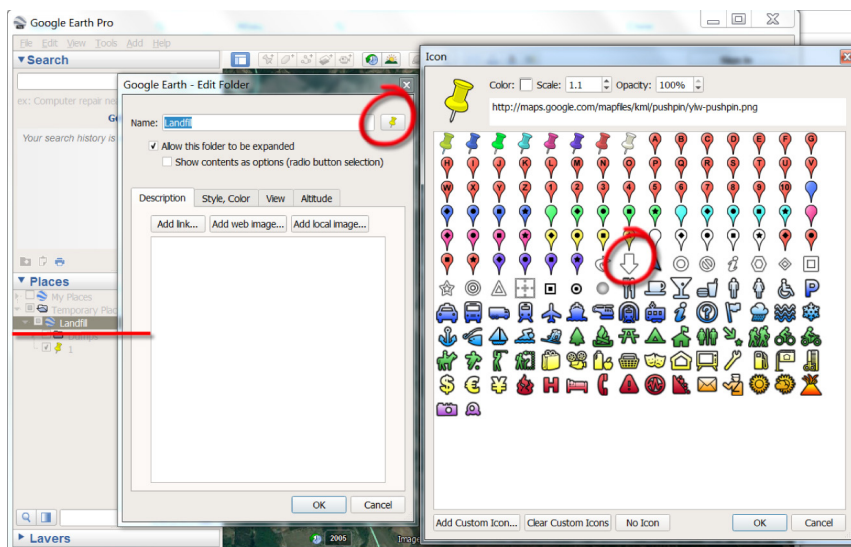 Google Earth Pro
File Edit View Tools Add Help
Search
ex: Computer repair nea
Your search history is
Places
My Places
Temporary Plac
Landfil
1
Layers
Google Earth - Edit Folder
Name: Landfil
Allow this folder to be expanded
Show contents as options (radio button selection)
Description Style, Color View Altitude
Add link... Add web image... Add local image...
OK Cancel
2005 Image
Icon
Color: Scale: 1.1 Opacity: 100%
http://maps.google.com/mapfiles/kml/pushpin/ylw-pushpin.png
A B C D E F G
H I J K L M N O P Q R S T U V
W X Y Z 1 2 3 4 5 6 7 8 9 10
P
$ € ¥ H
Add Custom Icon... Clear Custom Icons No Icon OK Cancel